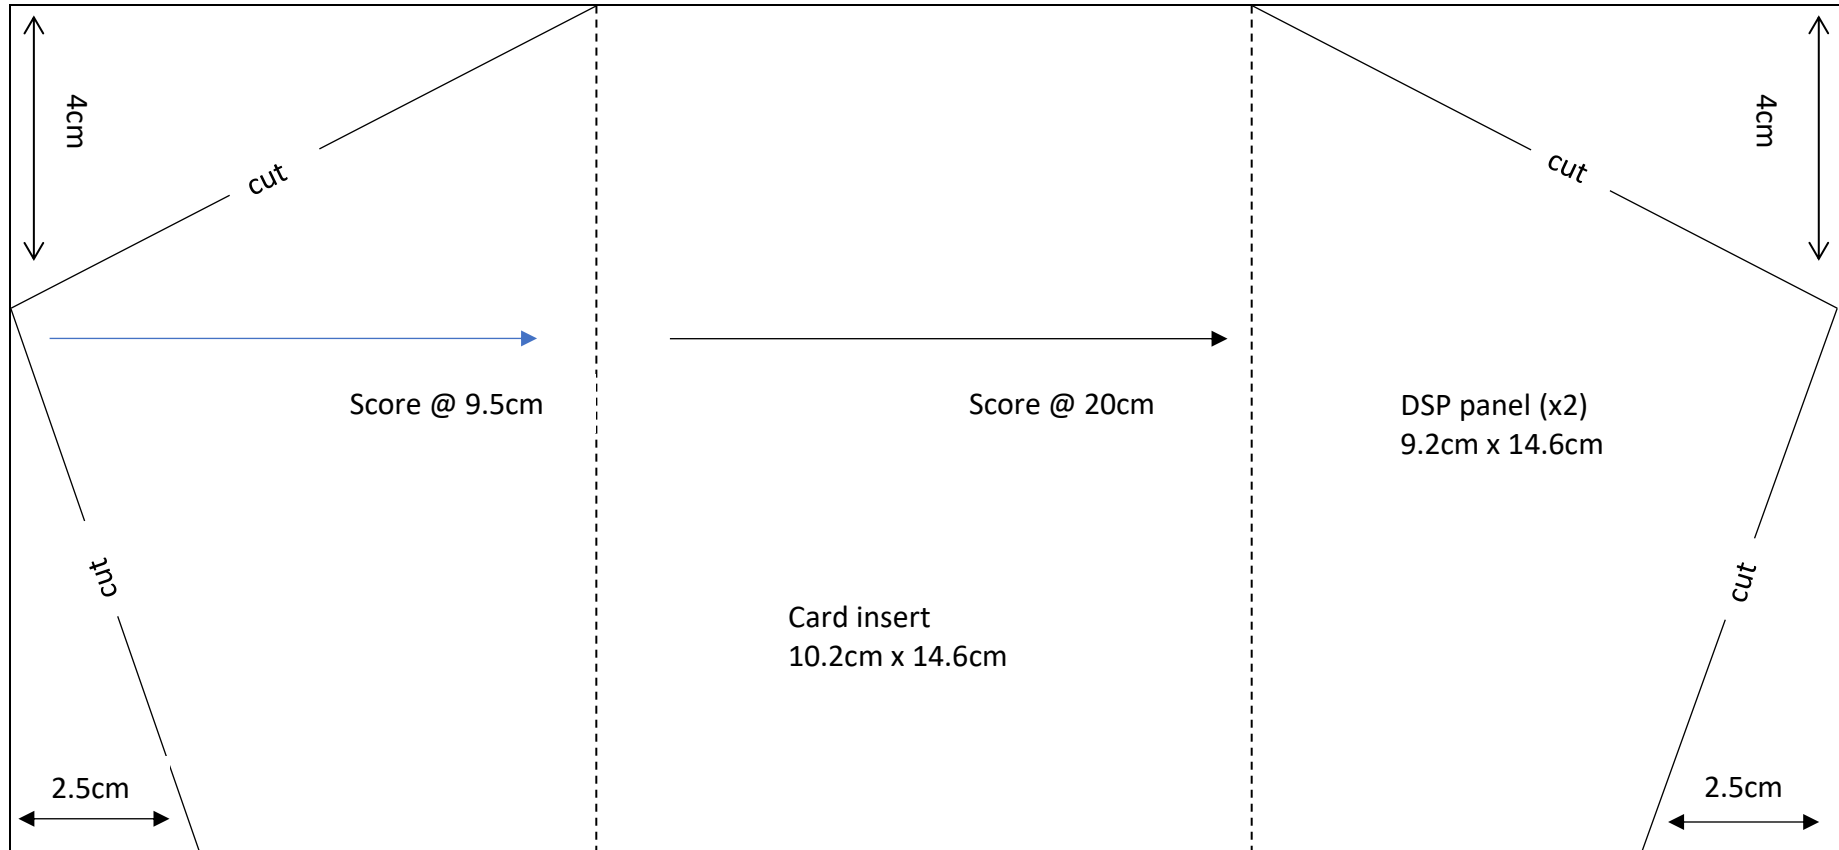 4cm
4cm
cut
cut
Score @ 9.5cm
Score @ 20cm
DSP panel (x2)
9.2cm x 14.6cm
cut
cut
Card insert
10.2cm x 14.6cm
2.5cm
2.5cm